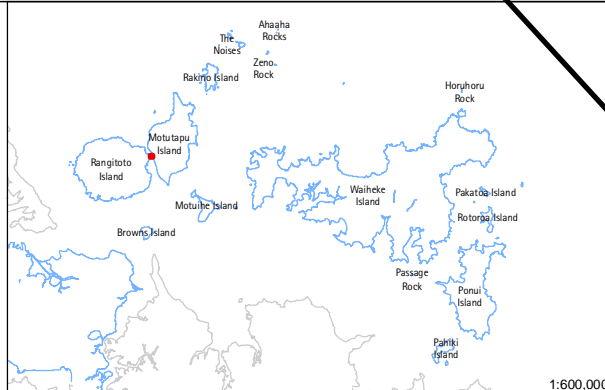 Ahaaha
Rocks
The
Noises
Zeno
Rock
Rakino Island
Horuhoru
Rock
Motutapu
Island
Rangitoto
Island
Waiheke
Island
Pakatoa Island
Motuihe Island
Rotoroa Island
Browns Island
Passage
Rock
Ponui
Island
Pahiki
Island
1:600,000